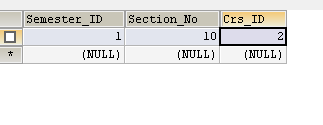 Semester_ID Section_No Crs_ID
1 10 2
* (NULL) (NULL) (NULL)